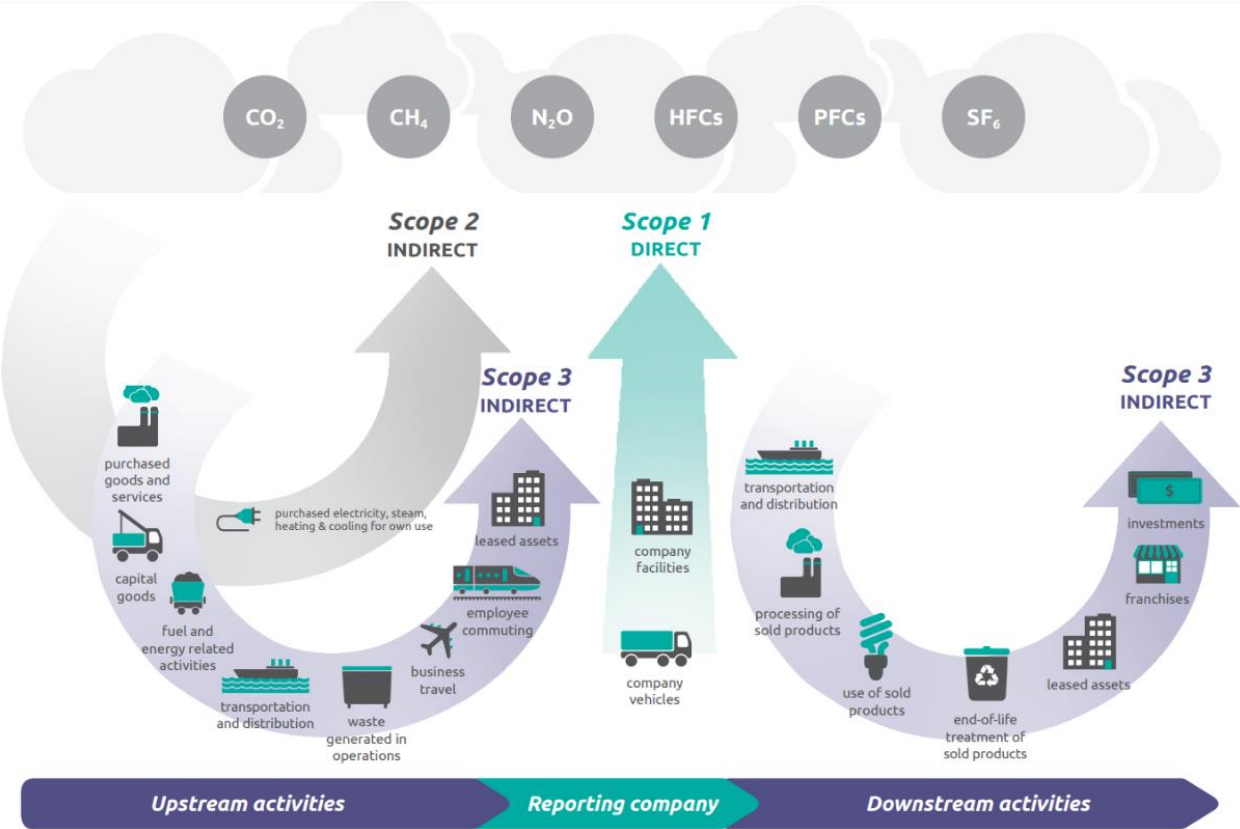 CO₂
CH₄
N₂O
HFCs
PFCs
SF₆
Scope 2
INDIRECT
Scope 1
DIRECT
Scope 3
INDIRECT
Scope 3
INDIRECT
purchased
goods and
services
capital
goods
fuel and
energy related
activities
transportation
and distribution
waste
generated in
operations
business
travel
employee
commuting
leased assets
purchased electricity, steam,
heating & cooling for own use
company
facilities
company
vehicles
transportation
and distribution
processing of
sold products
use of sold
products
end-of-life
treatment of
sold products
leased assets
franchises
investments
$
Upstream activities
Reporting company
Downstream activities